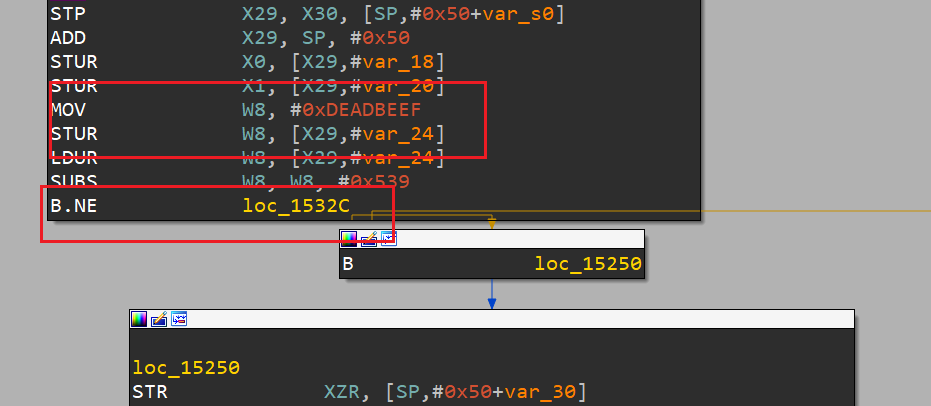 STP X29, X30, [SP,#0x50+var_s0]
ADD X29, SP, #0x50
STUR X0, [X29,#var_18]
STUR X1, [X29,#var_20]
MOV W8, #0xDEADBEEF
STUR W8, [X29,#var_24]
LDUR W8, [X29,#var_24]
SUBS W8, W8, #0x539
B.NE loc_1532C
B loc_15250
loc_15250
STR XZR, [SP,#0x50+var_30]